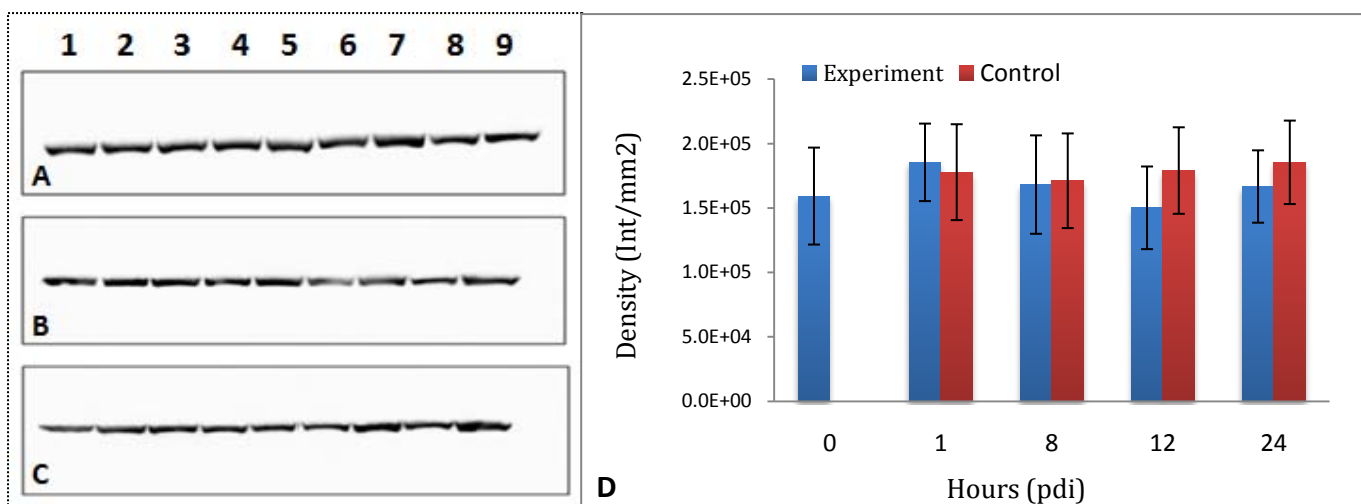 1 2 3 4 5 6 7 8 9
A
B
C
Experiment Control
Density (Int/mm2)
2.5E+05
2.0E+05
1.5E+05
1.0E+05
5.0E+04
0.0E+00
0 1 8 12 24
Hours (pdi)
D